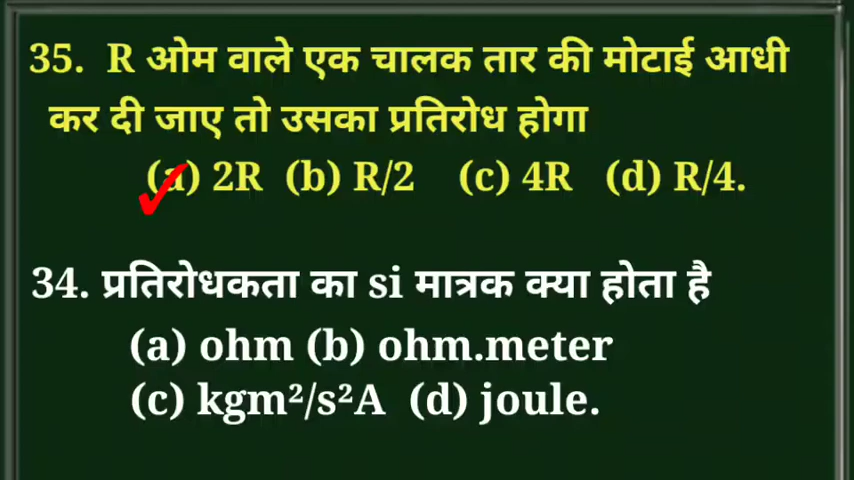 35. R ओम वाले एक चालक तार की मोटाई आधी
कर दी जाए तो उसका प्रतिरोध होगा
(a) 2R (b) R/2 (c) 4R (d) R/4.
34. प्रतिरोधकता का si मात्रक क्या होता है
(a) ohm (b) ohm.meter
(c) kgm²/s²A (d) joule.